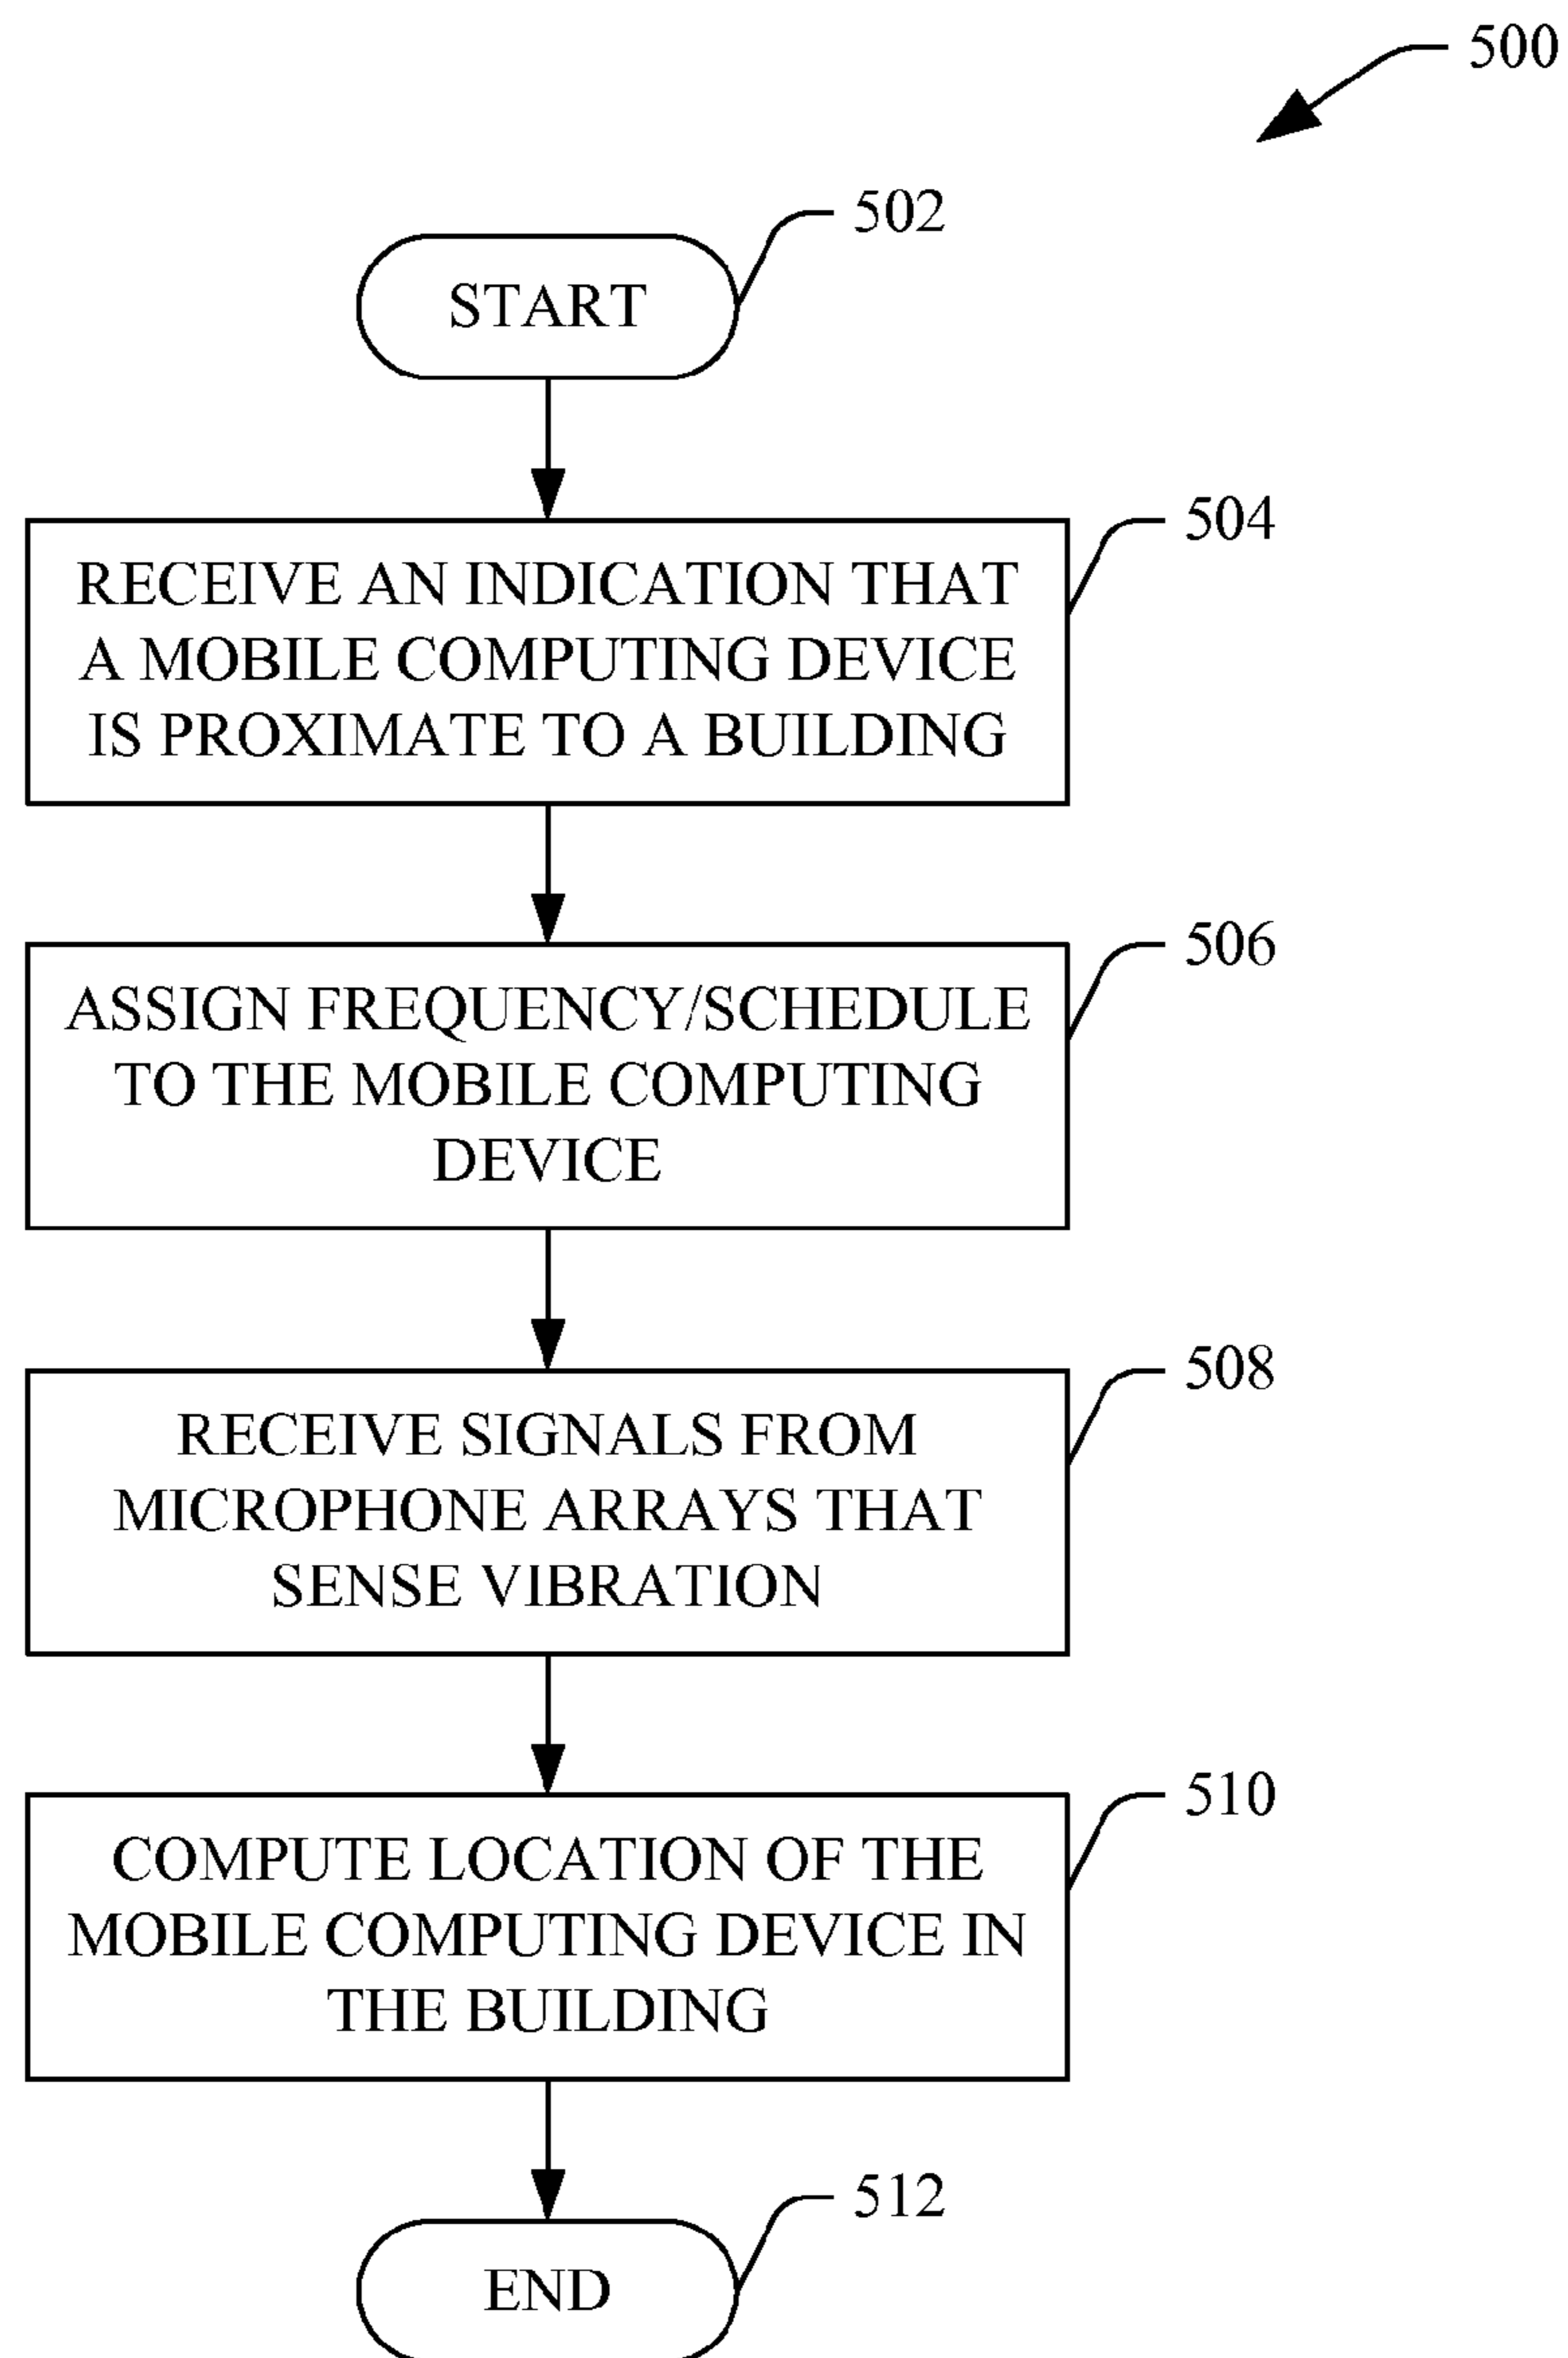 500
502
START
504
RECEIVE AN INDICATION THAT
A MOBILE COMPUTING DEVICE
IS PROXIMATE TO A BUILDING
506
ASSIGN FREQUENCY/SCHEDULE
TO THE MOBILE COMPUTING
DEVICE
508
RECEIVE SIGNALS FROM
MICROPHONE ARRAYS THAT
SENSE VIBRATION
510
COMPUTE LOCATION OF THE
MOBILE COMPUTING DEVICE IN
THE BUILDING
512
END